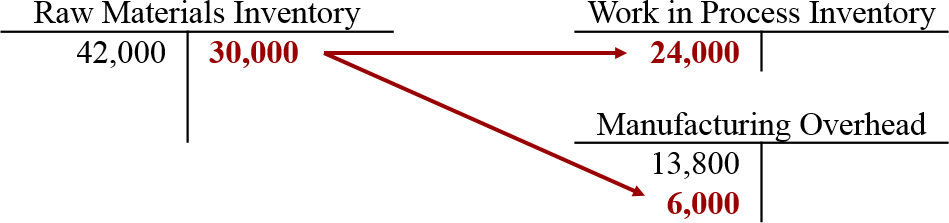 Raw Materials Inventory
42,000 30,000
Work in Process Inventory
24,000
Manufacturing Overhead
13,800
6,000